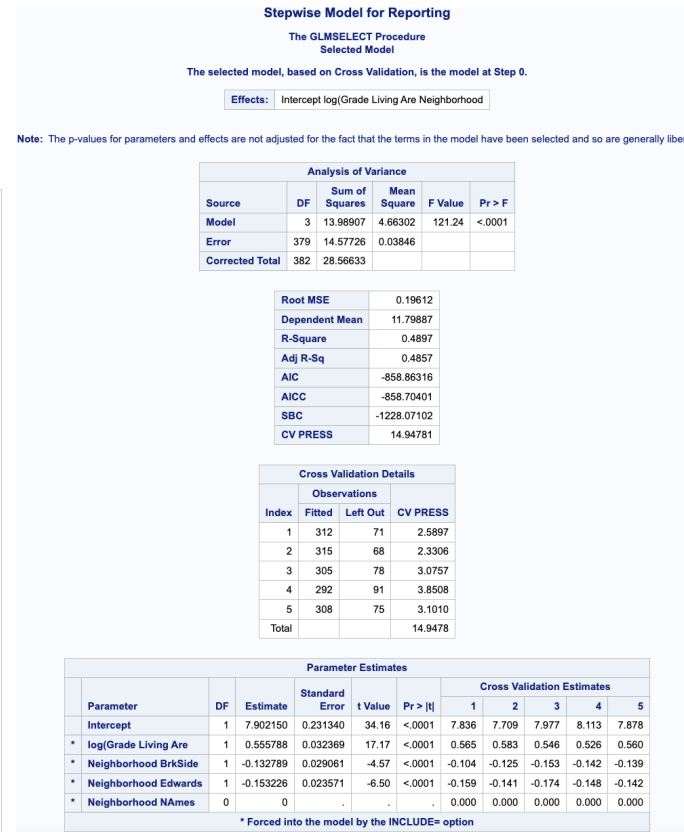 Stepwise Model for Reporting
The GLMSELECT Procedure
Selected Model
The selected model, based on Cross Validation, is the model at Step 0.
Effects: Intercept log(Grade Living Are Neighborhood
Note: The p-values for parameters and effects are not adjusted for the fact that the terms in the model have been selected and so are generally libe
Analysis of Variance
Source DF Sum of Squares Mean Square F Value Pr > F
Model 3 13.98907 4.66302 121.24 <.0001
Error 379 14.57726 0.03846
Corrected Total 382 28.56633
Root MSE 0.19612
Dependent Mean 11.79887
R-Square 0.4897
Adj R-Sq 0.4857
AIC -858.86316
AICC -858.70401
SBC -1228.07102
CV PRESS 14.94781
Cross Validation Details
Observations
Index Fitted Left Out CV PRESS
1 312 71 2.5897
2 315 68 2.3306
3 305 78 3.0757
4 292 91 3.8508
5 308 75 3.1010
Total 14.9478
Parameter Estimates
Cross Validation Estimates
Parameter DF Estimate Standard Error t Value Pr > |t| 1 2 3 4 5
Intercept 1 7.902150 0.231340 34.16 <.0001 7.836 7.709 7.977 8.113 7.878
* log(Grade Living Are 1 0.555788 0.032369 17.17 <.0001 0.565 0.583 0.546 0.526 0.560
* Neighborhood BrkSide 1 -0.132789 0.029061 -4.57 <.0001 -0.104 -0.125 -0.153 -0.142 -0.139
* Neighborhood Edwards 1 -0.153226 0.023571 -6.50 <.0001 -0.159 -0.141 -0.174 -0.148 -0.142
* Neighborhood NAmes 0 0 . . . 0.000 0.000 0.000 0.000 0.000
* Forced into the model by the INCLUDE= option